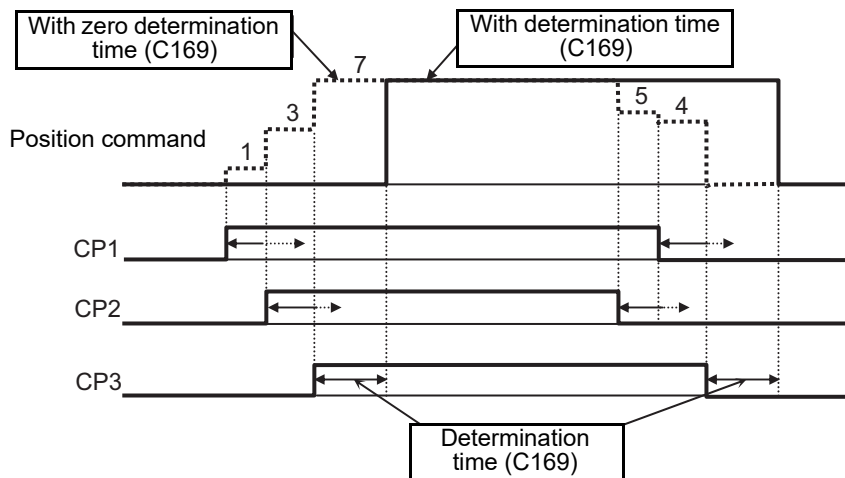 With zero determination
time (C169)
With determination time
(C169)
7
5
4
3
1
Position command
CP1
CP2
CP3
Determination
time (C169)